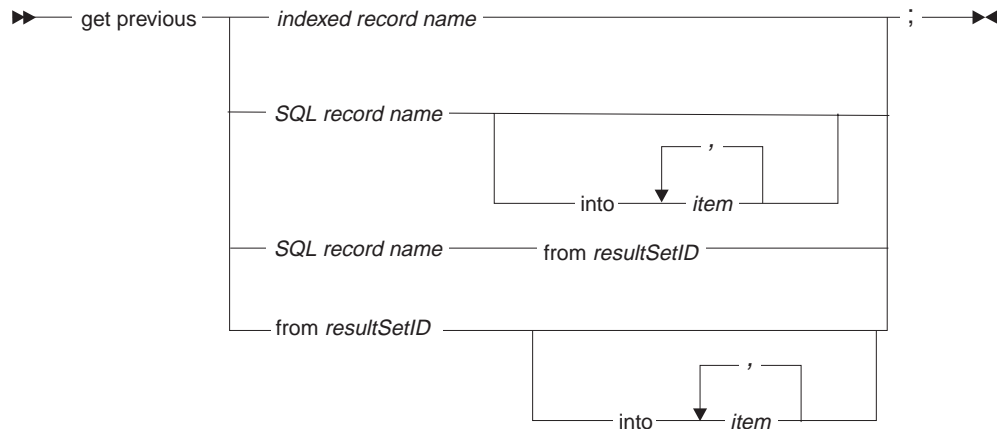 get previous indexed record name ;
SQL record name
,
into item
SQL record name from resultSetID
from resultSetID
,
into item